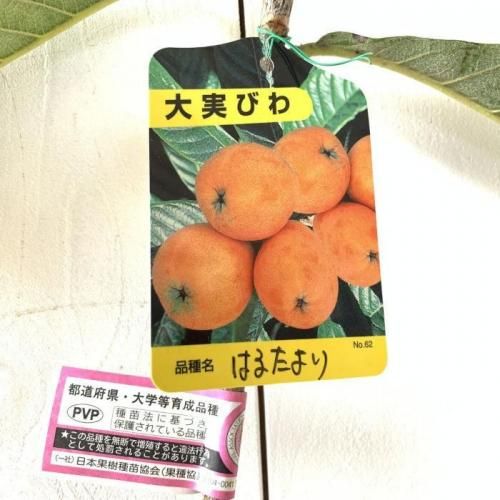 大実びわ
No.62
品種名 はるたより
都道府県・大学等育成品種
PVP
種苗法に基づき
保護されている品種
★この品種を無断で増殖すると違法行
として処罰されることがあります
(一社)日本果樹種苗協会(果種協)